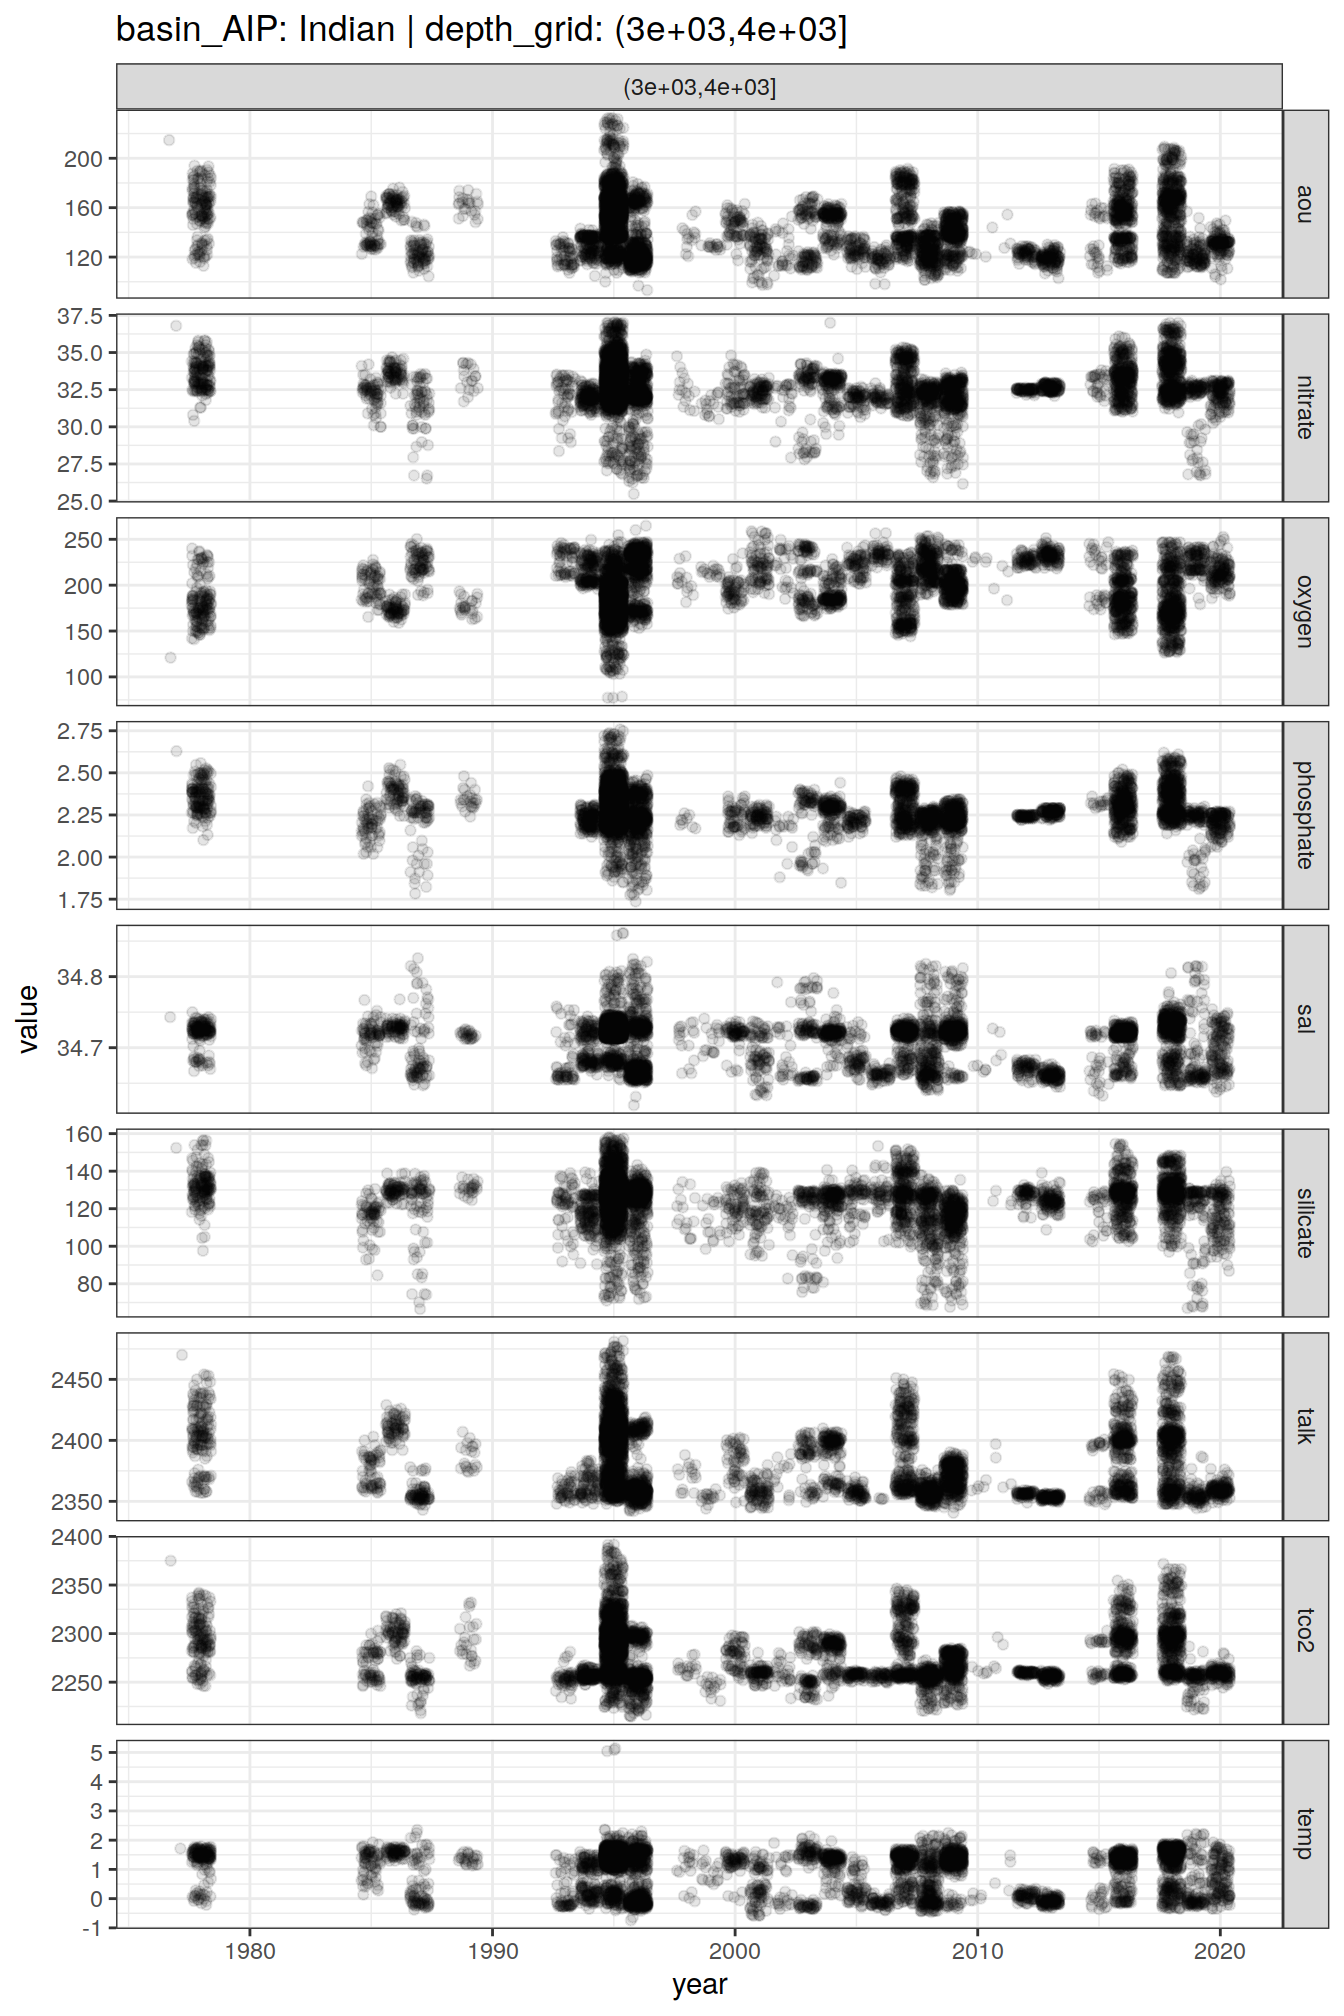 basin_AIP: Indian | depth_grid: (3e+03,4e+03]
(3e+03,4e+03]
200
160
120
aou
37.5
35.0
32.5
30.0
27.5
25.0
nitrate
250
200
150
100
oxygen
2.75
2.50
2.25
2.00
1.75
phosphate
34.8
34.7
sal
160
140
120
100
80
silicate
2450
2400
2350
talk
2400
2350
2300
2250
tco2
5
4
3
2
1
0
-1
temp
value
1980 1990 2000 2010 2020
year